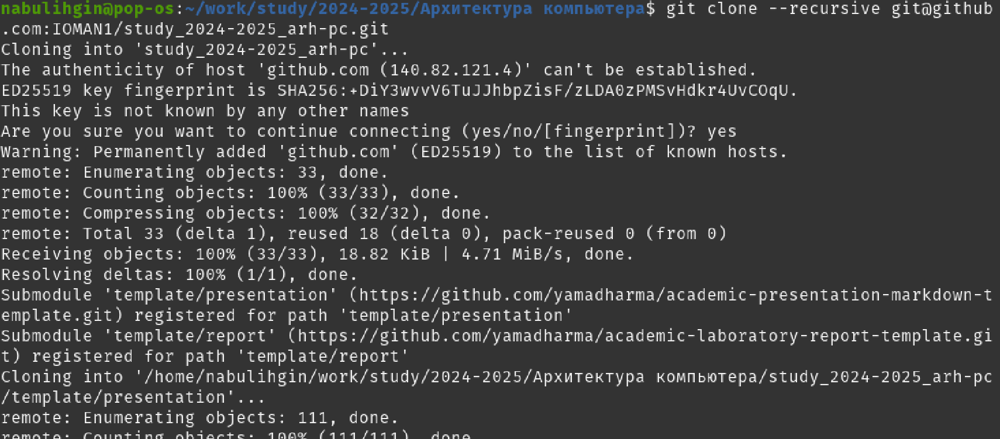 nabulihgin@pop-os:~/work/study/2024-2025/Архитектура компьютера$ git clone --recursive git@github
.com:IOMAN1/study_2024-2025_arh-pc.git
Cloning into 'study_2024-2025_arh-pc'...
The authenticity of host 'github.com (140.82.121.4)' can't be established.
ED25519 key fingerprint is SHA256:+DiY3wvvV6TuJJhbpZisF/zLDA0zPMSvHdkr4UvCOqU.
This key is not known by any other names
Are you sure you want to continue connecting (yes/no/[fingerprint])? yes
Warning: Permanently added 'github.com' (ED25519) to the list of known hosts.
remote: Enumerating objects: 33, done.
remote: Counting objects: 100% (33/33), done.
remote: Compressing objects: 100% (32/32), done.
remote: Total 33 (delta 1), reused 18 (delta 0), pack-reused 0 (from 0)
Receiving objects: 100% (33/33), 18.82 KiB | 4.71 MiB/s, done.
Resolving deltas: 100% (1/1), done.
Submodule 'template/presentation' (https://github.com/yamadharma/academic-presentation-markdown-t
emplate.git) registered for path 'template/presentation'
Submodule 'template/report' (https://github.com/yamadharma/academic-laboratory-report-template.gi
t) registered for path 'template/report'
Cloning into '/home/nabulihgin/work/study/2024-2025/Архитектура компьютера/study_2024-2025_arh-pc
/template/presentation'...
remote: Enumerating objects: 111, done.
remote: Counting objects: 100% (111/111), done.